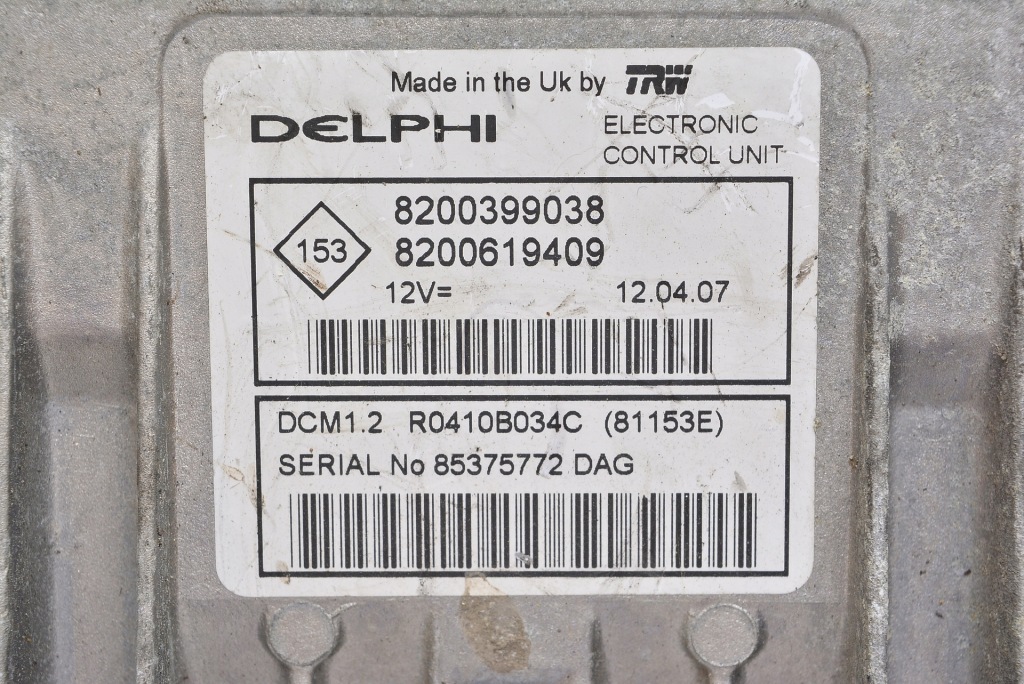 Made in the Uk by TRW
DELPHI
ELECTRONIC
CONTROL UNIT
153
8200399038
8200619409
12V=
12.04.07
DCM1.2 R0410B034C (81153E)
SERIAL No 85375772 DAG